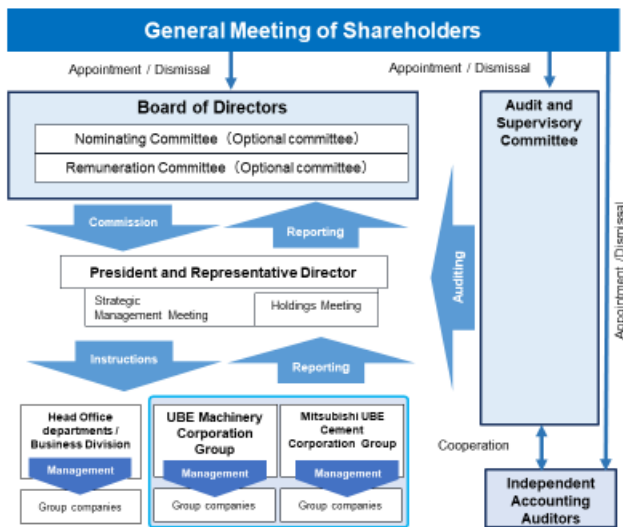 General Meeting of Shareholders
Appointment / Dismissal
Appointment / Dismissal
Board of Directors
Nominating Committee（Optional committee）
Remuneration Committee（Optional committee）
Audit and
Supervisory
Committee
Appointment /Dismissal
Commission
Reporting
Auditing
President and Representative Director
Strategic
Management Meeting
Holdings Meeting
Instructions
Reporting
Head Office
departments /
Business Division
Management
Group companies
UBE Machinery
Corporation
Group
Management
Group companies
Mitsubishi UBE
Cement
Corporation Group
Management
Group companies
Cooperation
Independent
Accounting
Auditors